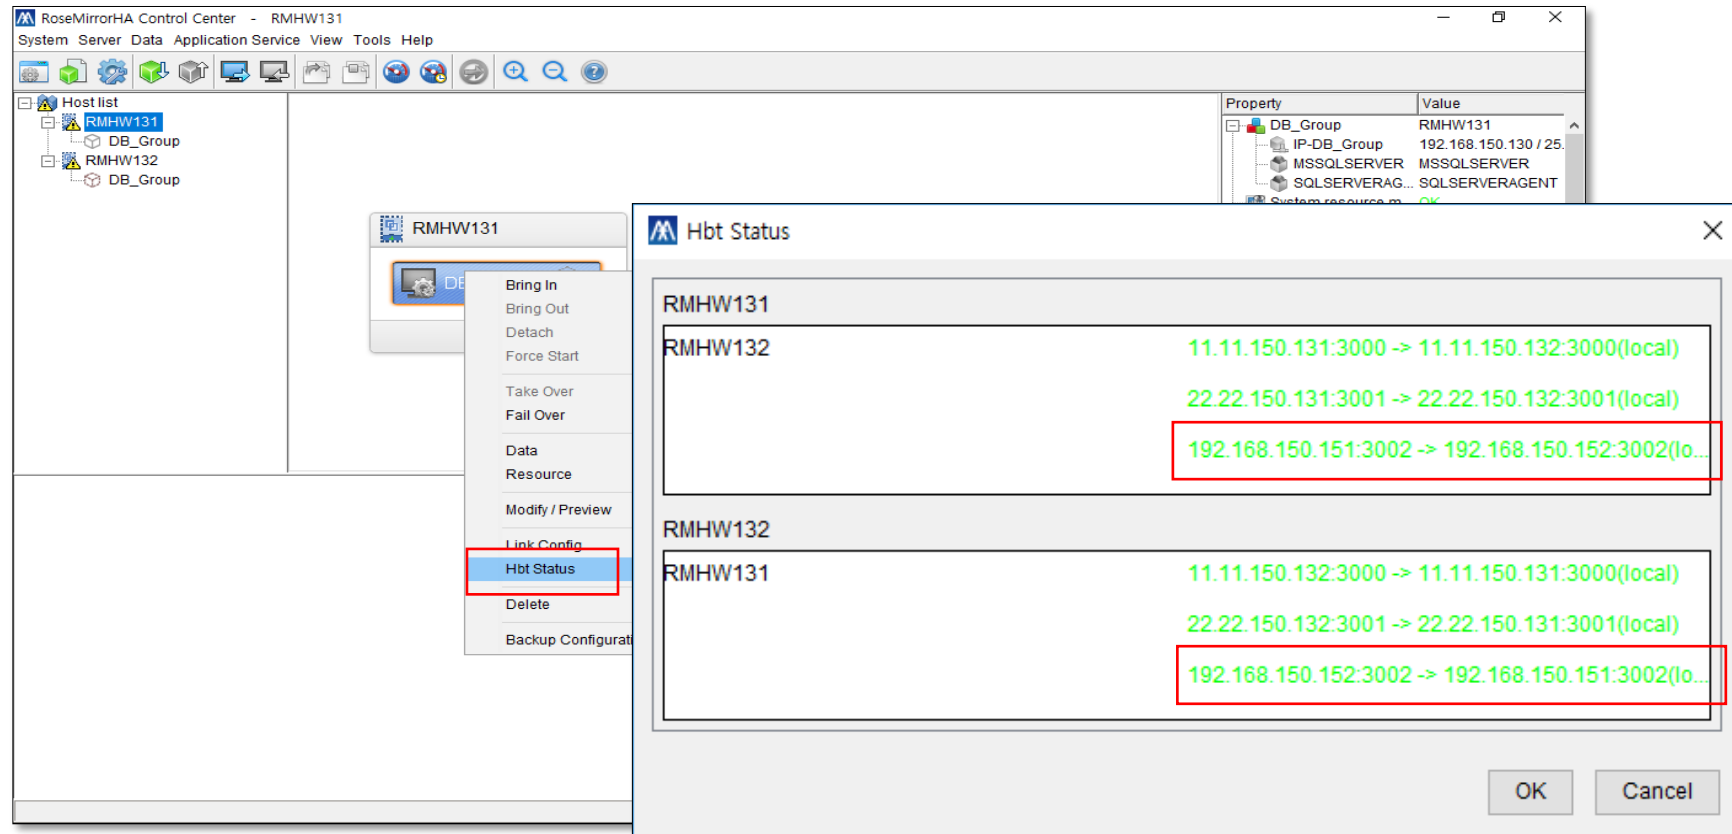 RoseMirrorHA Control Center - RMHW131
System Server Data Application Service View Tools Help
Host list
RMHW131
DB_Group
RMHW132
DB_Group
Property Value
DB_Group RMHW131
IP-DB_Group 192.168.150.130 / 25.
MSSQLSERVER MSSQLSERVER
SQLSERVERAG... SQLSERVERAGENT
System resource m... OK
RMHW131
Bring In
Bring Out
Detach
Force Start
Take Over
Fail Over
Data
Resource
Modify / Preview
Link Config
Hbt Status
Delete
Backup Configurati
Hbt Status
RMHW131
RMHW132 11.11.150.131:3000 -> 11.11.150.132:3000(local)
22.22.150.131:3001 -> 22.22.150.132:3001(local)
192.168.150.151:3002 -> 192.168.150.152:3002(lo...
RMHW132
RMHW131 11.11.150.132:3000 -> 11.11.150.131:3000(local)
22.22.150.132:3001 -> 22.22.150.131:3001(local)
192.168.150.152:3002 -> 192.168.150.151:3002(lo...
OK Cancel